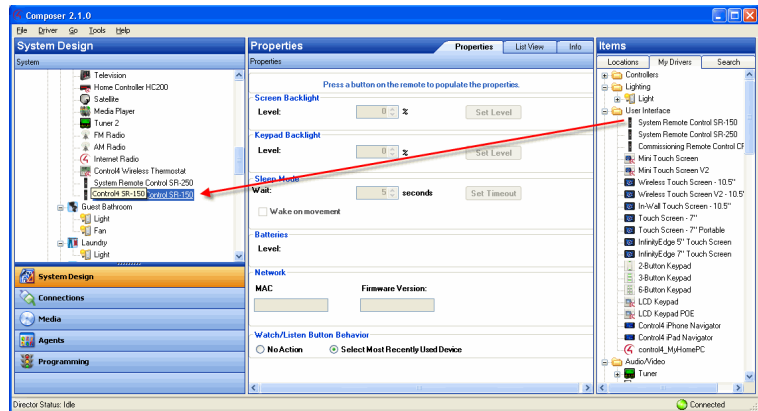 Composer 2.1.0
File Driver Go Tools Help
System Design
System
Television
Home Controller HC200
Satellite
Media Player
Tuner 2
FM Radio
AM Radio
Internet Radio
Control4 Wireless Thermostat
System Remote Control SR-250
Control4 SR-150 Control SR-150
Guest Bathroom
Light
Fan
Laundry
Light
System Design
Connections
Media
Agents
Programming
Properties
Properties List View Info
Properties
Press a button on the remote to populate the properties.
Screen Backlight
Level: 0 % Set Level
Keypad Backlight
Level: 0 % Set Level
Sleep Mode
Wait: 5 seconds Set Timeout
Wake on movement
Batteries
Level:
Network
MAC Firmware Version:
Watch/Listen Button Behavior
No Action Select Most Recently Used Device
Items
Locations My Drivers Search
Controllers
Lighting
Light
User Interface
System Remote Control SR-150
System Remote Control SR-250
Commissioning Remote Control CF
Mini Touch Screen
Mini Touch Screen V2
Wireless Touch Screen - 10.5"
Wireless Touch Screen V2 - 10.5"
In-Wall Touch Screen - 10.5"
Touch Screen - 7"
Touch Screen - 7" Portable
InfinityEdge 5" Touch Screen
InfinityEdge 7" Touch Screen
2-Button Keypad
3-Button Keypad
6-Button Keypad
LCD Keypad
LCD Keypad POE
Control4 iPhone Navigator
Control4 iPad Navigator
control4_MyHomePC
Audio/Video
Tuner
Director Status: Idle
Connected